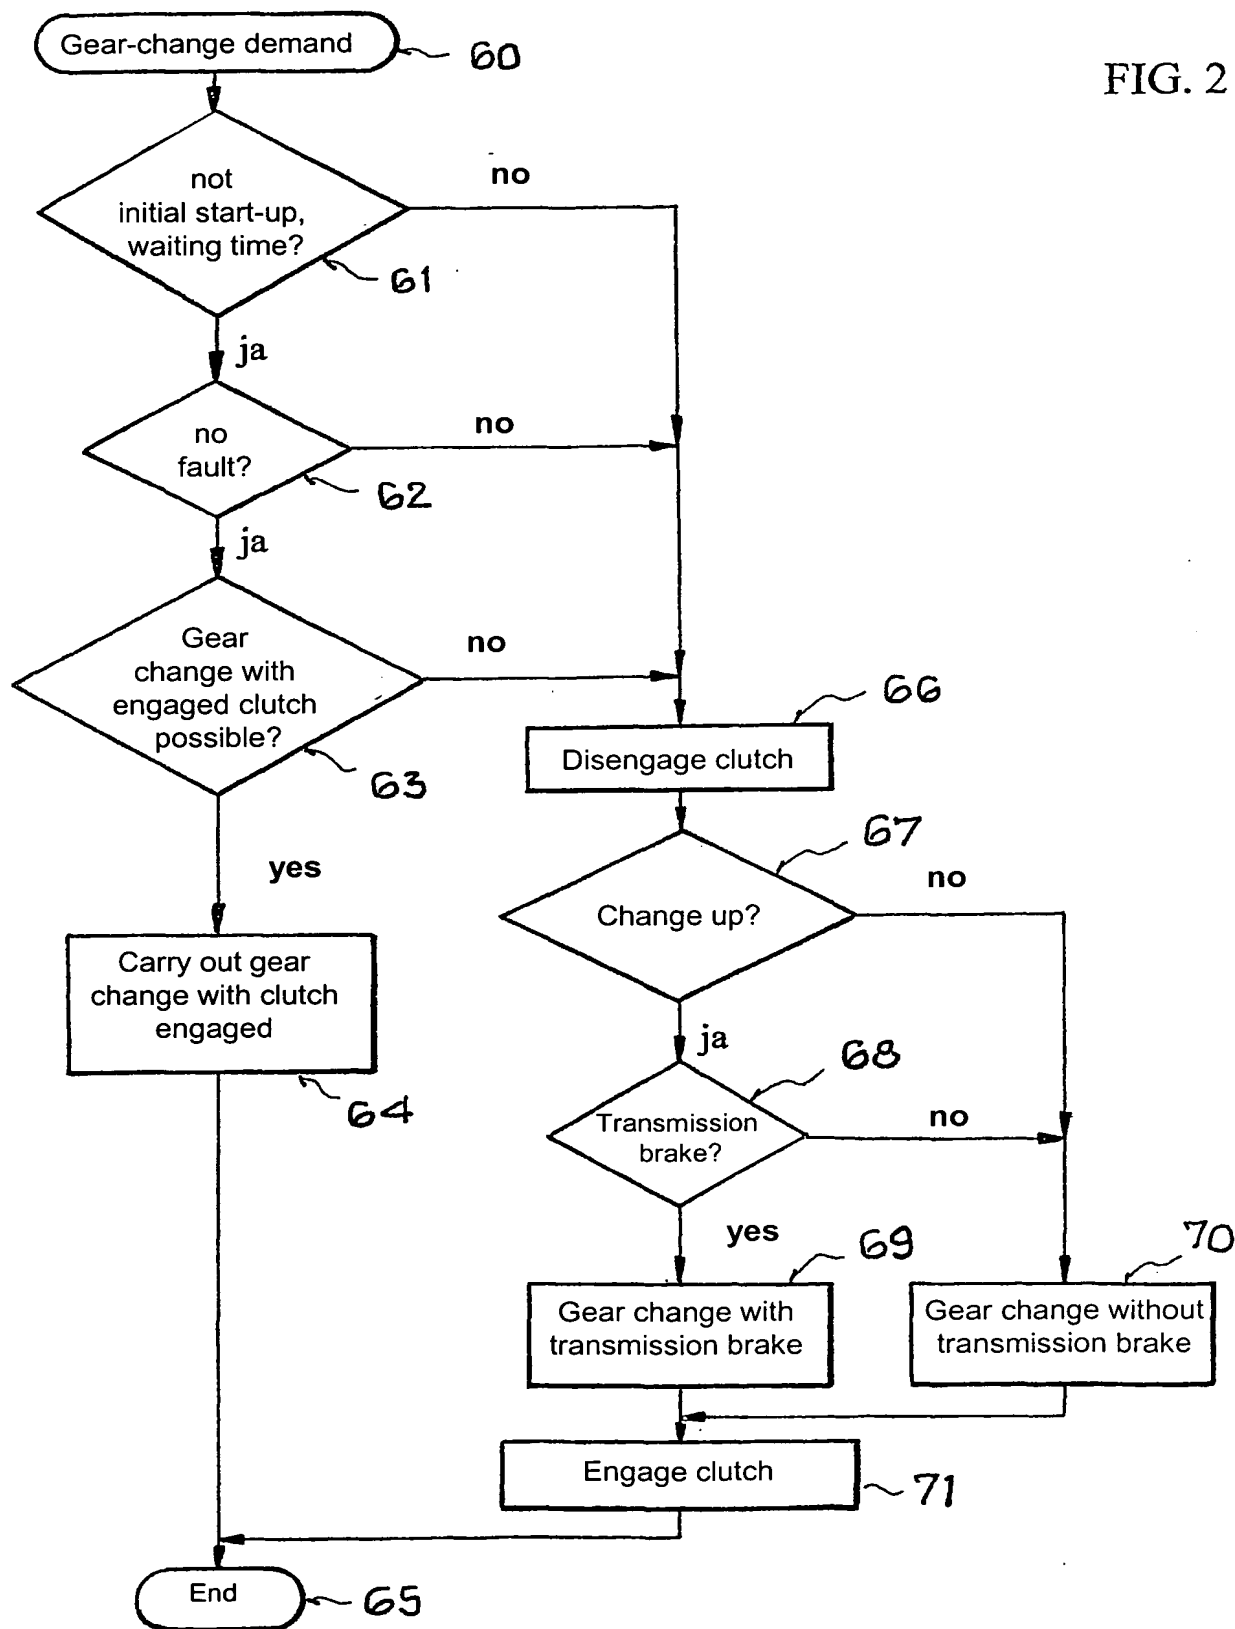 Gear-change demand
60
FIG. 2
not
initial start-up,
waiting time?
no
61
ja
no
fault?
no
62
ja
Gear
change with
engaged clutch
possible?
no
63
66
Disengage clutch
yes
67
Change up?
no
Carry out gear
change with clutch
engaged
64
ja
68
Transmission
brake?
no
yes
69
70
Gear change with
transmission brake
Gear change without
transmission brake
Engage clutch
71
End
65